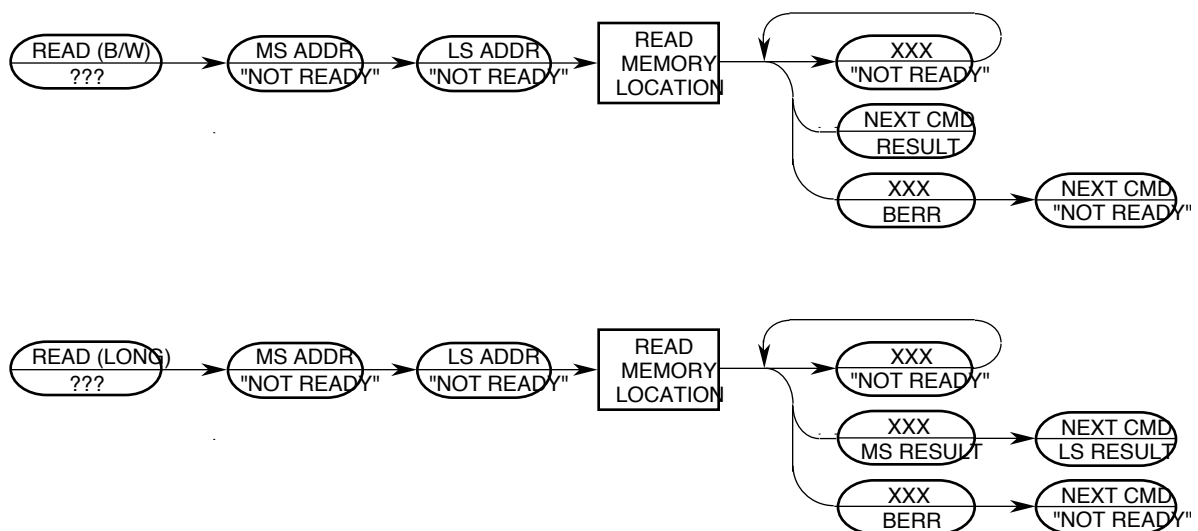 READ (B/W)
???
MS ADDR
"NOT READY"
LS ADDR
"NOT READY"
READ
MEMORY
LOCATION
XXX
"NOT READY"
NEXT CMD
RESULT
XXX
BERR
NEXT CMD
"NOT READY"
READ (LONG)
???
MS ADDR
"NOT READY"
LS ADDR
"NOT READY"
READ
MEMORY
LOCATION
XXX
"NOT READY"
XXX
MS RESULT
NEXT CMD
LS RESULT
XXX
BERR
NEXT CMD
"NOT READY"